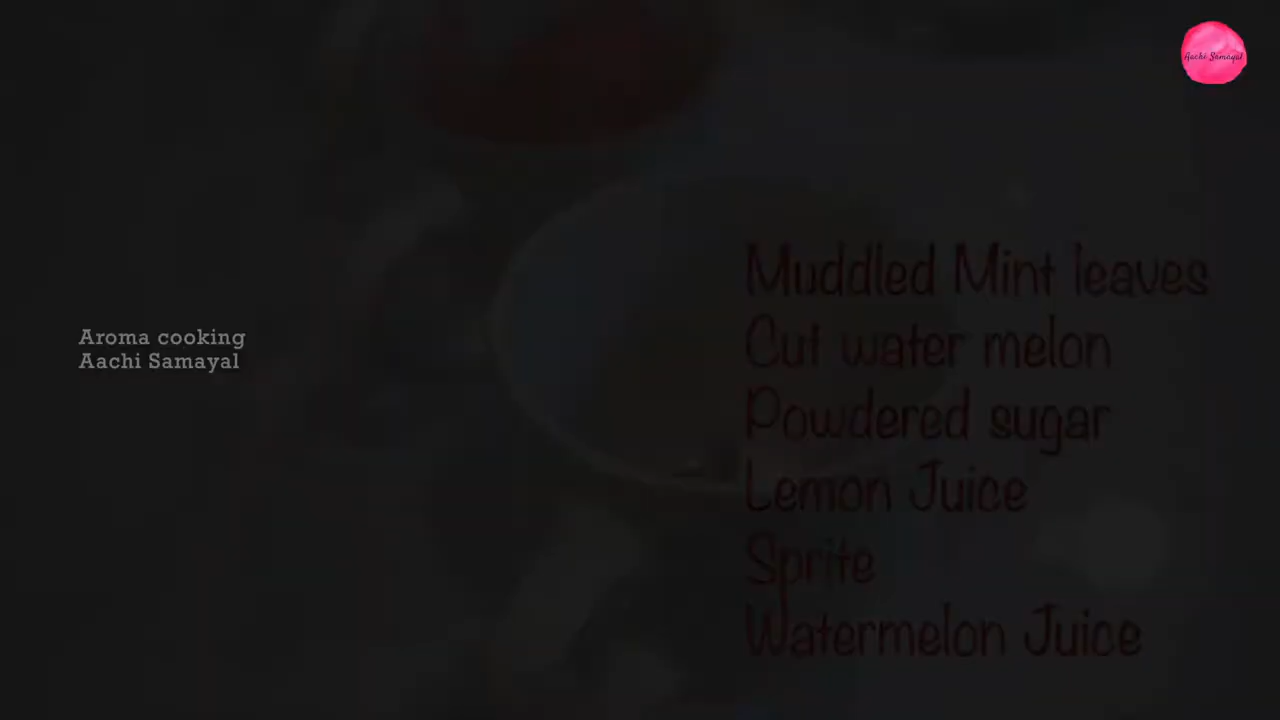 Aachi Samayal
Aroma cooking
Aachi Samayal
Muddled Mint leaves
Cut water melon
Powdered sugar
Lemon Juice
Sprite
Watermelon Juice